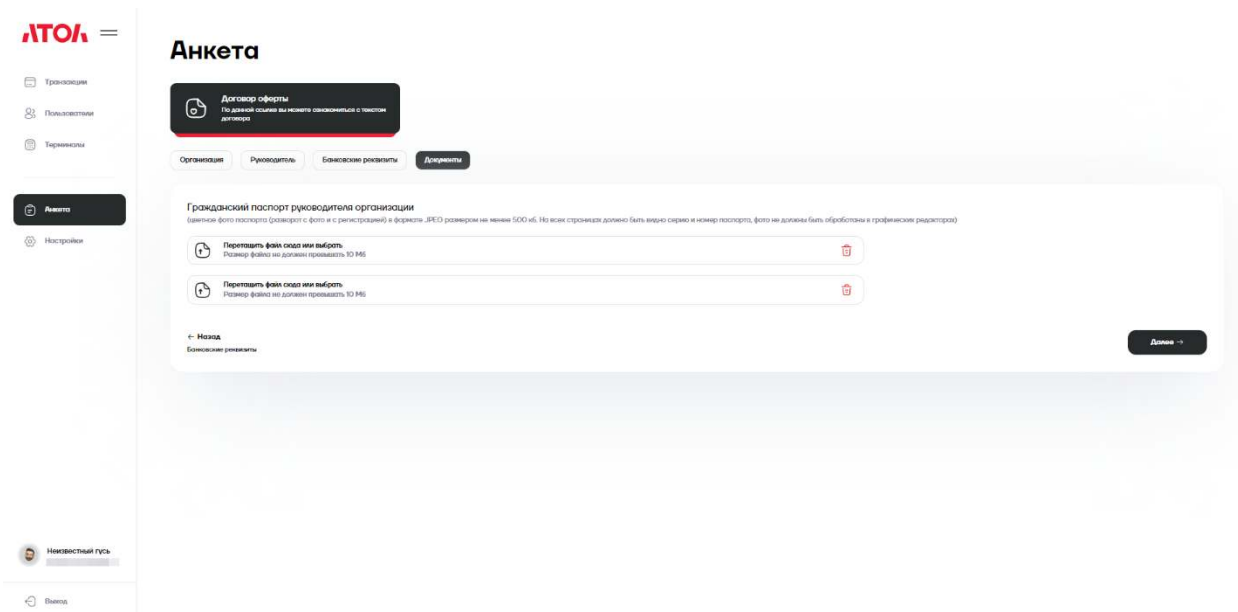 АТОЛ
Транзакции
Пользователи
Терминалы
Анкета
Настройки
Неизвестный гусь
Выход
Анкета
Договор оферты
По данной ссылке вы можете ознакомиться с текстом
договора
Организация
Руководитель
Банковские реквизиты
Документы
Гражданский паспорт руководителя организации
(цветное фото паспорта (разворот с фото и с регистрацией) в формате JPEG размером не менее 500 кб. На всех страницах должно быть видно серию и номер паспорта, фото не должны быть обработаны в графических редакторах)
Перетащить файл сюда или выбрать
Размер файла не должен превышать 10 Мб
Перетащить файл сюда или выбрать
Размер файла не должен превышать 10 Мб
← Назад
Банковские реквизиты
Далее →